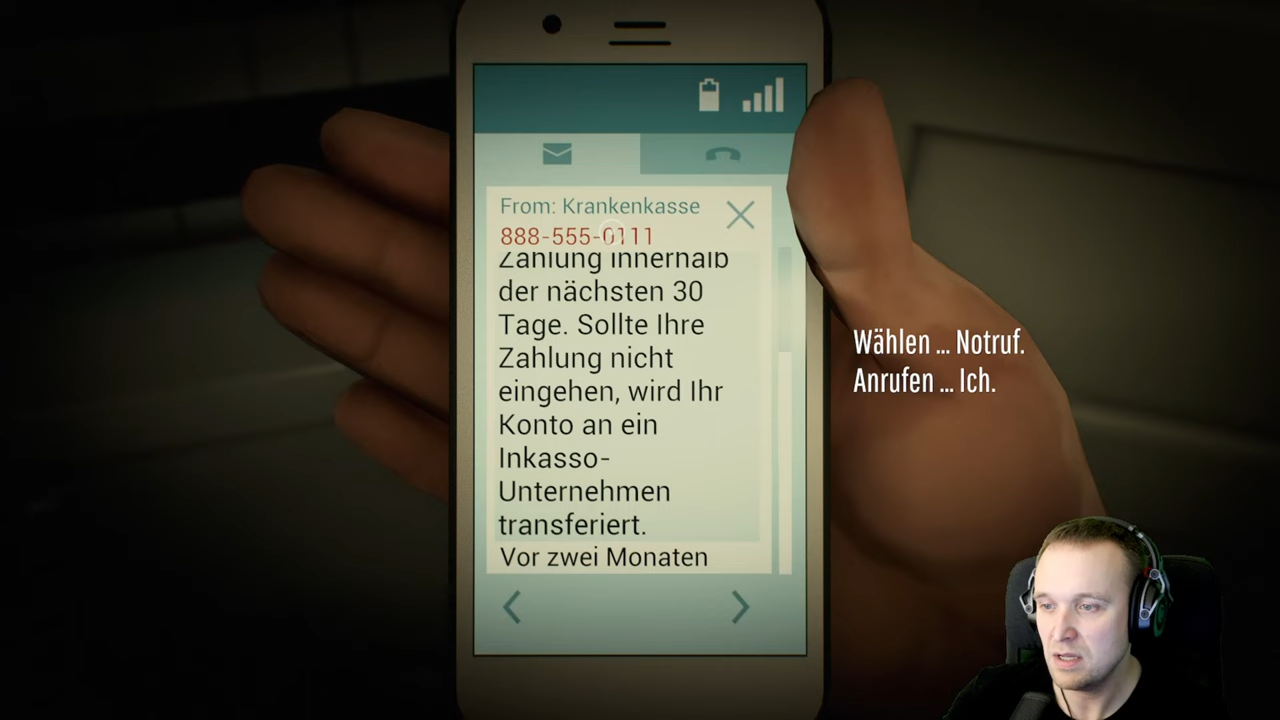 From: Krankenkasse
888-555-0111
Zahlung innerhalb
der nächsten 30
Tage. Sollte Ihre
Zahlung nicht
eingehen, wird Ihr
Konto an ein
Inkasso-
Unternehmen
transferiert.
Vor zwei Monaten
Wählen ... Notruf.
Anrufen ... Ich.